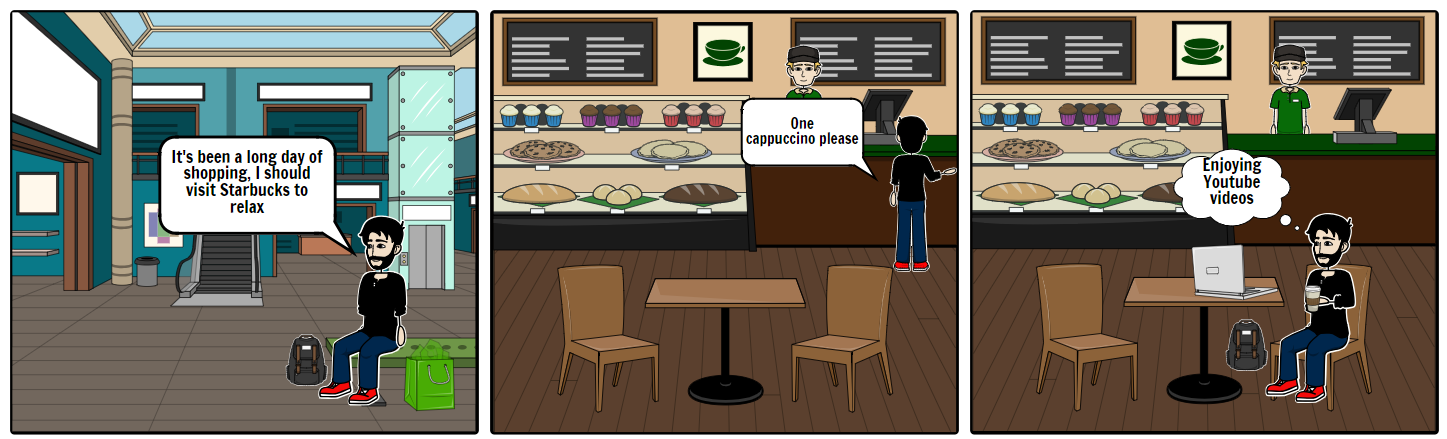 It's been a long day of
shopping, I should
visit Starbucks to
relax
One
cappuccino please
Enjoying
Youtube
videos